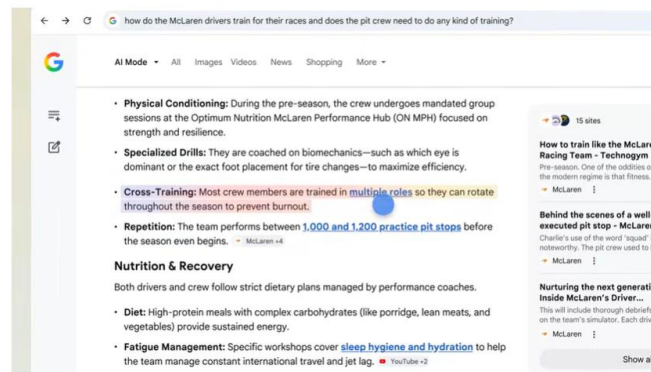 how do the McLaren drivers train for their races and does the pit crew need to do any kind of training?
AI Mode All Images Videos News Shopping More
• Physical Conditioning: During the pre-season, the crew undergoes mandated group
sessions at the Optimum Nutrition McLaren Performance Hub (ON MPH) focused on
strength and resilience.
• Specialized Drills: They are coached on biomechanics—such as which eye is
dominant or the exact foot placement for tire changes—to maximize efficiency.
• Cross-Training: Most crew members are trained in multiple roles so they can rotate
throughout the season to prevent burnout.
• Repetition: The team performs between 1,000 and 1,200 practice pit stops before
the season even begins. McLaren +4
Nutrition & Recovery
Both drivers and crew follow strict dietary plans managed by performance coaches.
• Diet: High-protein meals with complex carbohydrates (like porridge, lean meats, and
vegetables) provide sustained energy.
• Fatigue Management: Specific workshops cover sleep hygiene and hydration to help
the team manage constant international travel and jet lag. YouTube +2
15 sites
How to train like the McLare
Racing Team - Technogym
Pre-season. One of the oddities o
the modern regime is that fitness.
McLaren
Behind the scenes of a well
executed pit stop - McLare
Charlie's use of the word 'squad'
noteworthy. The pit crew used to
McLaren
Nurturing the next generati
Inside McLaren's Driver...
This will include thorough debrief
on the team's simulator. Each driv
McLaren
Show al